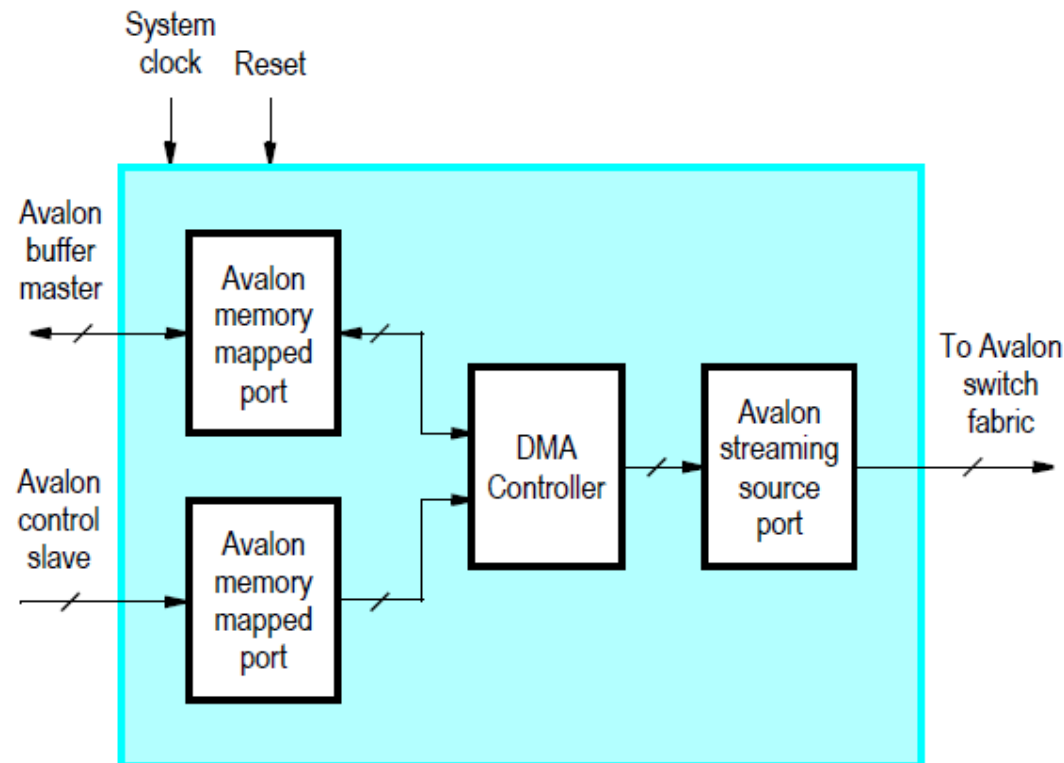 System
clock
Reset
Avalon
buffer
master
Avalon
memory
mapped
port
Avalon
control
slave
Avalon
memory
mapped
port
DMA
Controller
Avalon
streaming
source
port
To Avalon
switch
fabric